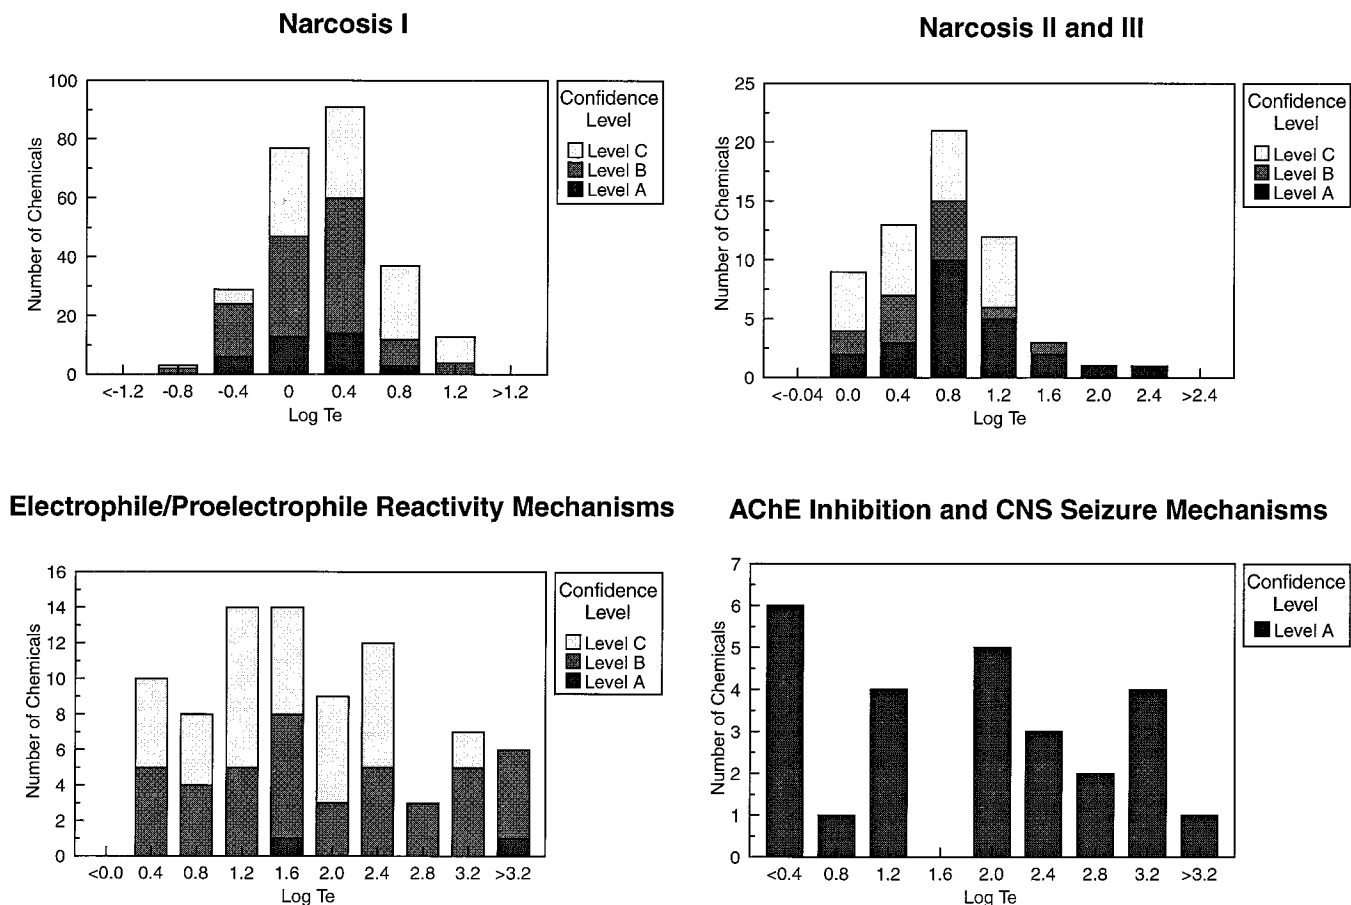 Narcosis I
Number of Chemicals
100
80
60
40
20
0
<-1.2 -0.8 -0.4 0 0.4 0.8 1.2 >1.2
Log Te
Confidence
Level
Level C
Level B
Level A
Narcosis II and III
Number of Chemicals
25
20
15
10
5
0
<-0.04 0.0 0.4 0.8 1.2 1.6 2.0 2.4 >2.4
Log Te
Confidence
Level
Level C
Level B
Level A
Electrophile/Proelectrophile Reactivity Mechanisms
Number of Chemicals
16
14
12
10
8
6
4
2
0
<0.0 0.4 0.8 1.2 1.6 2.0 2.4 2.8 3.2 >3.2
Log Te
Confidence
Level
Level C
Level B
Level A
AChE Inhibition and CNS Seizure Mechanisms
Number of Chemicals
7
6
5
4
3
2
1
0
<0.4 0.8 1.2 1.6 2.0 2.4 2.8 3.2 >3.2
Log Te
Confidence
Level
Level A